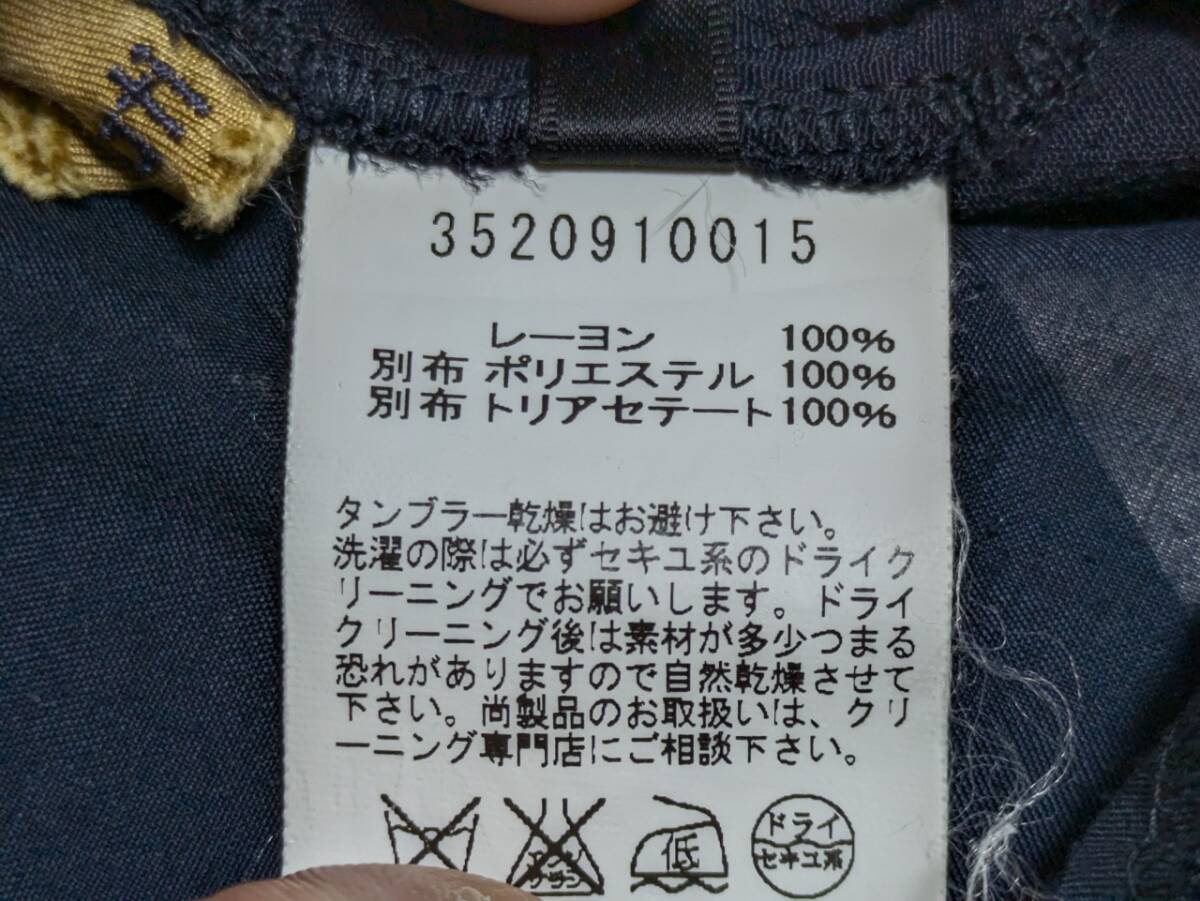 3520910015
レーヨン 100%
別布 ポリエステル 100%
別布 トリアセテート100%
タンブラー乾燥はお避け下さい。
洗濯の際は必ずセキユ系のドライク
リーニングでお願いします。ドライ
クリーニング後は素材が多少つまる
恐れがありますので自然乾燥させて
下さい。尚製品のお取扱いは、クリ
ーニング専門店にご相談下さい。
エンソ
サラシ
低
ドライ
セキユ系